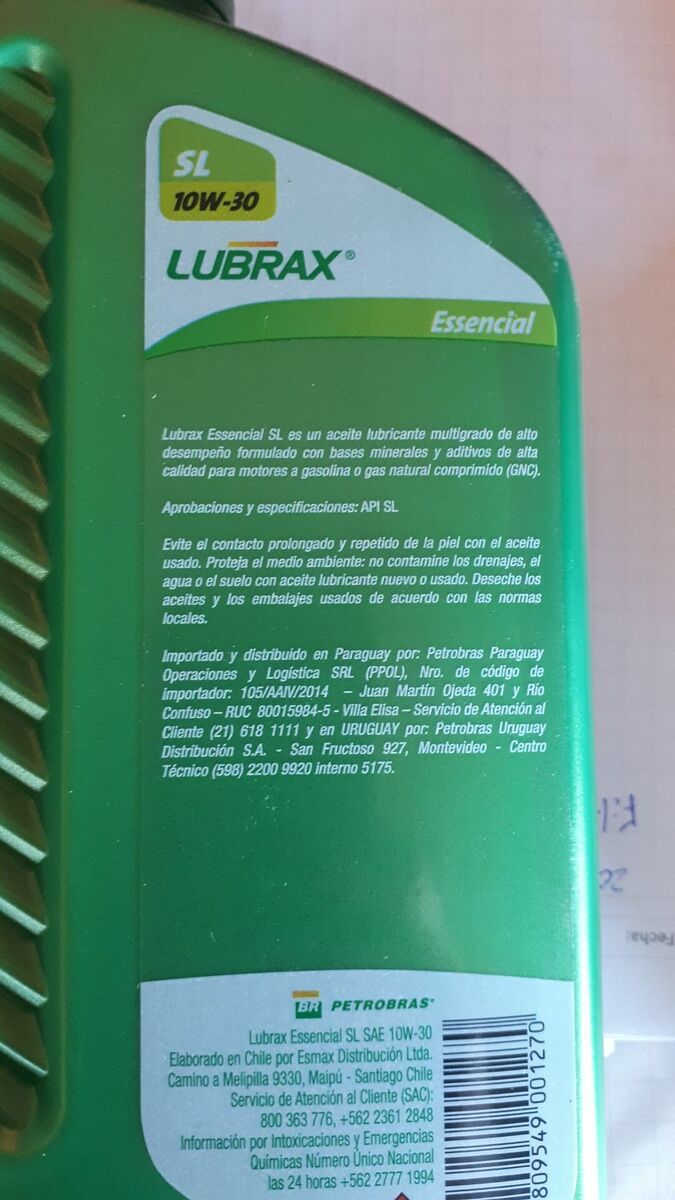 SL
10W-30
LUBRAX®
Essencial
Lubrax Essencial SL es un aceite lubricante multigrado de alto
desempeño formulado con bases minerales y aditivos de alta
calidad para motores a gasolina o gas natural comprimido (GNC).
Aprobaciones y especificaciones: API SL
Evite el contacto prolongado y repetido de la piel con el aceite
usado. Proteja el medio ambiente: no contamine los drenajes, el
agua o el suelo con aceite lubricante nuevo o usado. Deseche los
aceites y los embalajes usados de acuerdo con las normas
locales.
Importado y distribuido en Paraguay por: Petrobras Paraguay
Operaciones y Logística SRL (PPOL), Nro. de código de
importador: 105/AAIV/2014 – Juan Martín Ojeda 401 y Río
Confuso – RUC 80015984-5 - Villa Elisa – Servicio de Atención al
Cliente (21) 618 1111 y en URUGUAY por: Petrobras Uruguay
Distribución S.A. - San Fructoso 927, Montevideo - Centro
Técnico (598) 2200 9920 interno 5175.
BR PETROBRAS
Lubrax Essencial SL SAE 10W-30
Elaborado en Chile por Esmax Distribución Ltda.
Camino a Melipilla 9330, Maipú - Santiago Chile
Servicio de Atención al Cliente (SAC):
800 363 776, +562 2361 2848
Información por Intoxicaciones y Emergencias
Químicas Número Único Nacional
las 24 horas +562 2777 1994
809549 001270
Fecha: